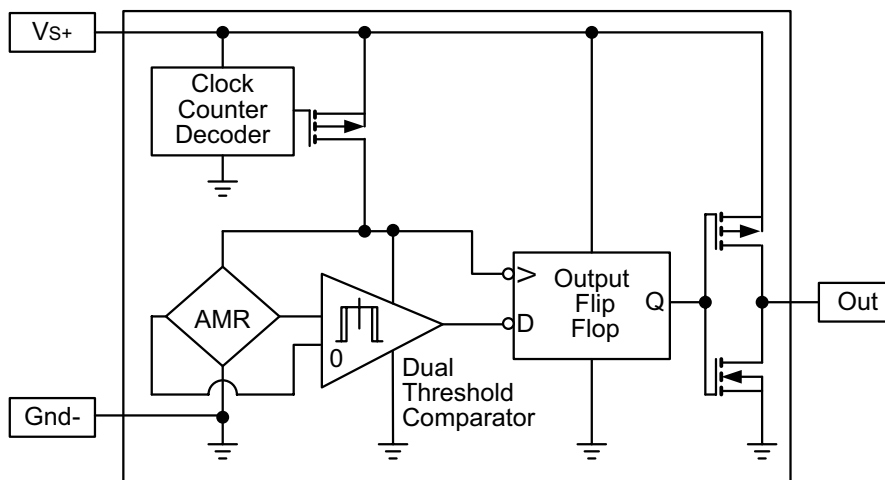 VS+
Clock
Counter
Decoder
AMR
0
Dual
Threshold
Comparator
V
D
Output
Flip
Flop
Q
Out
Gnd-